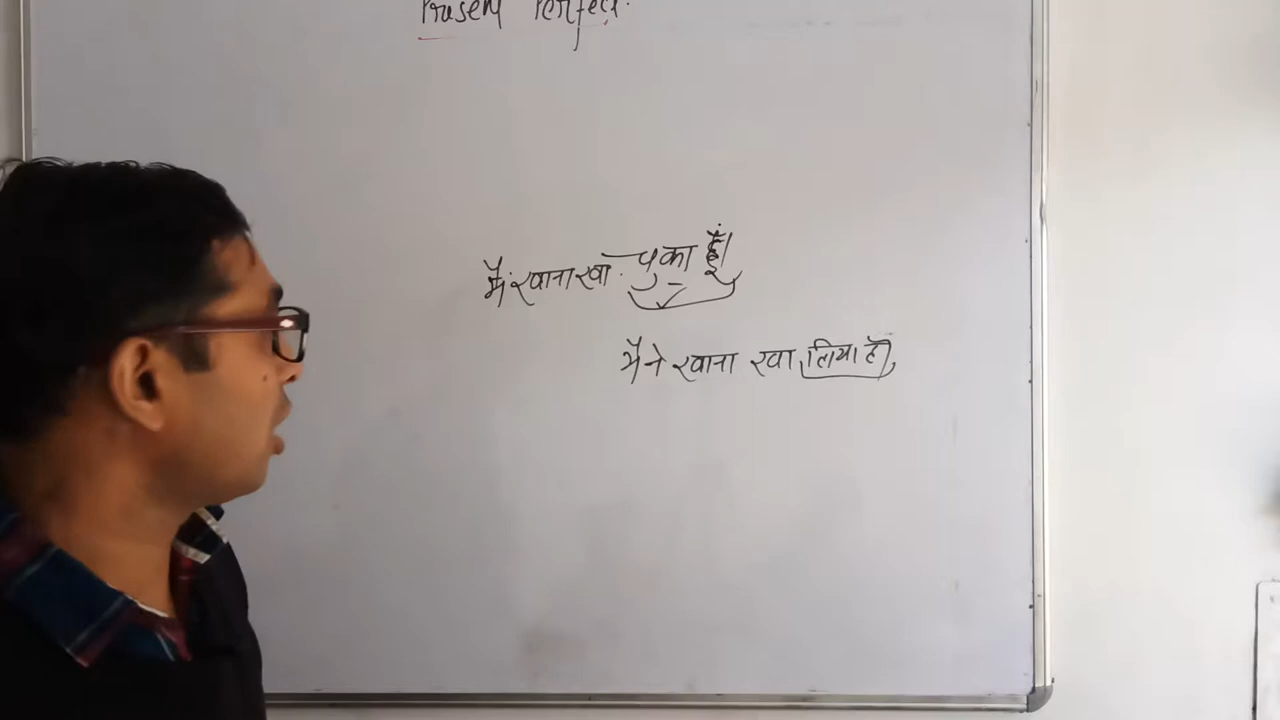 Present Perfect.
मैं खाना खा चुका हूँ।
मैंने खाना खा लिया है।